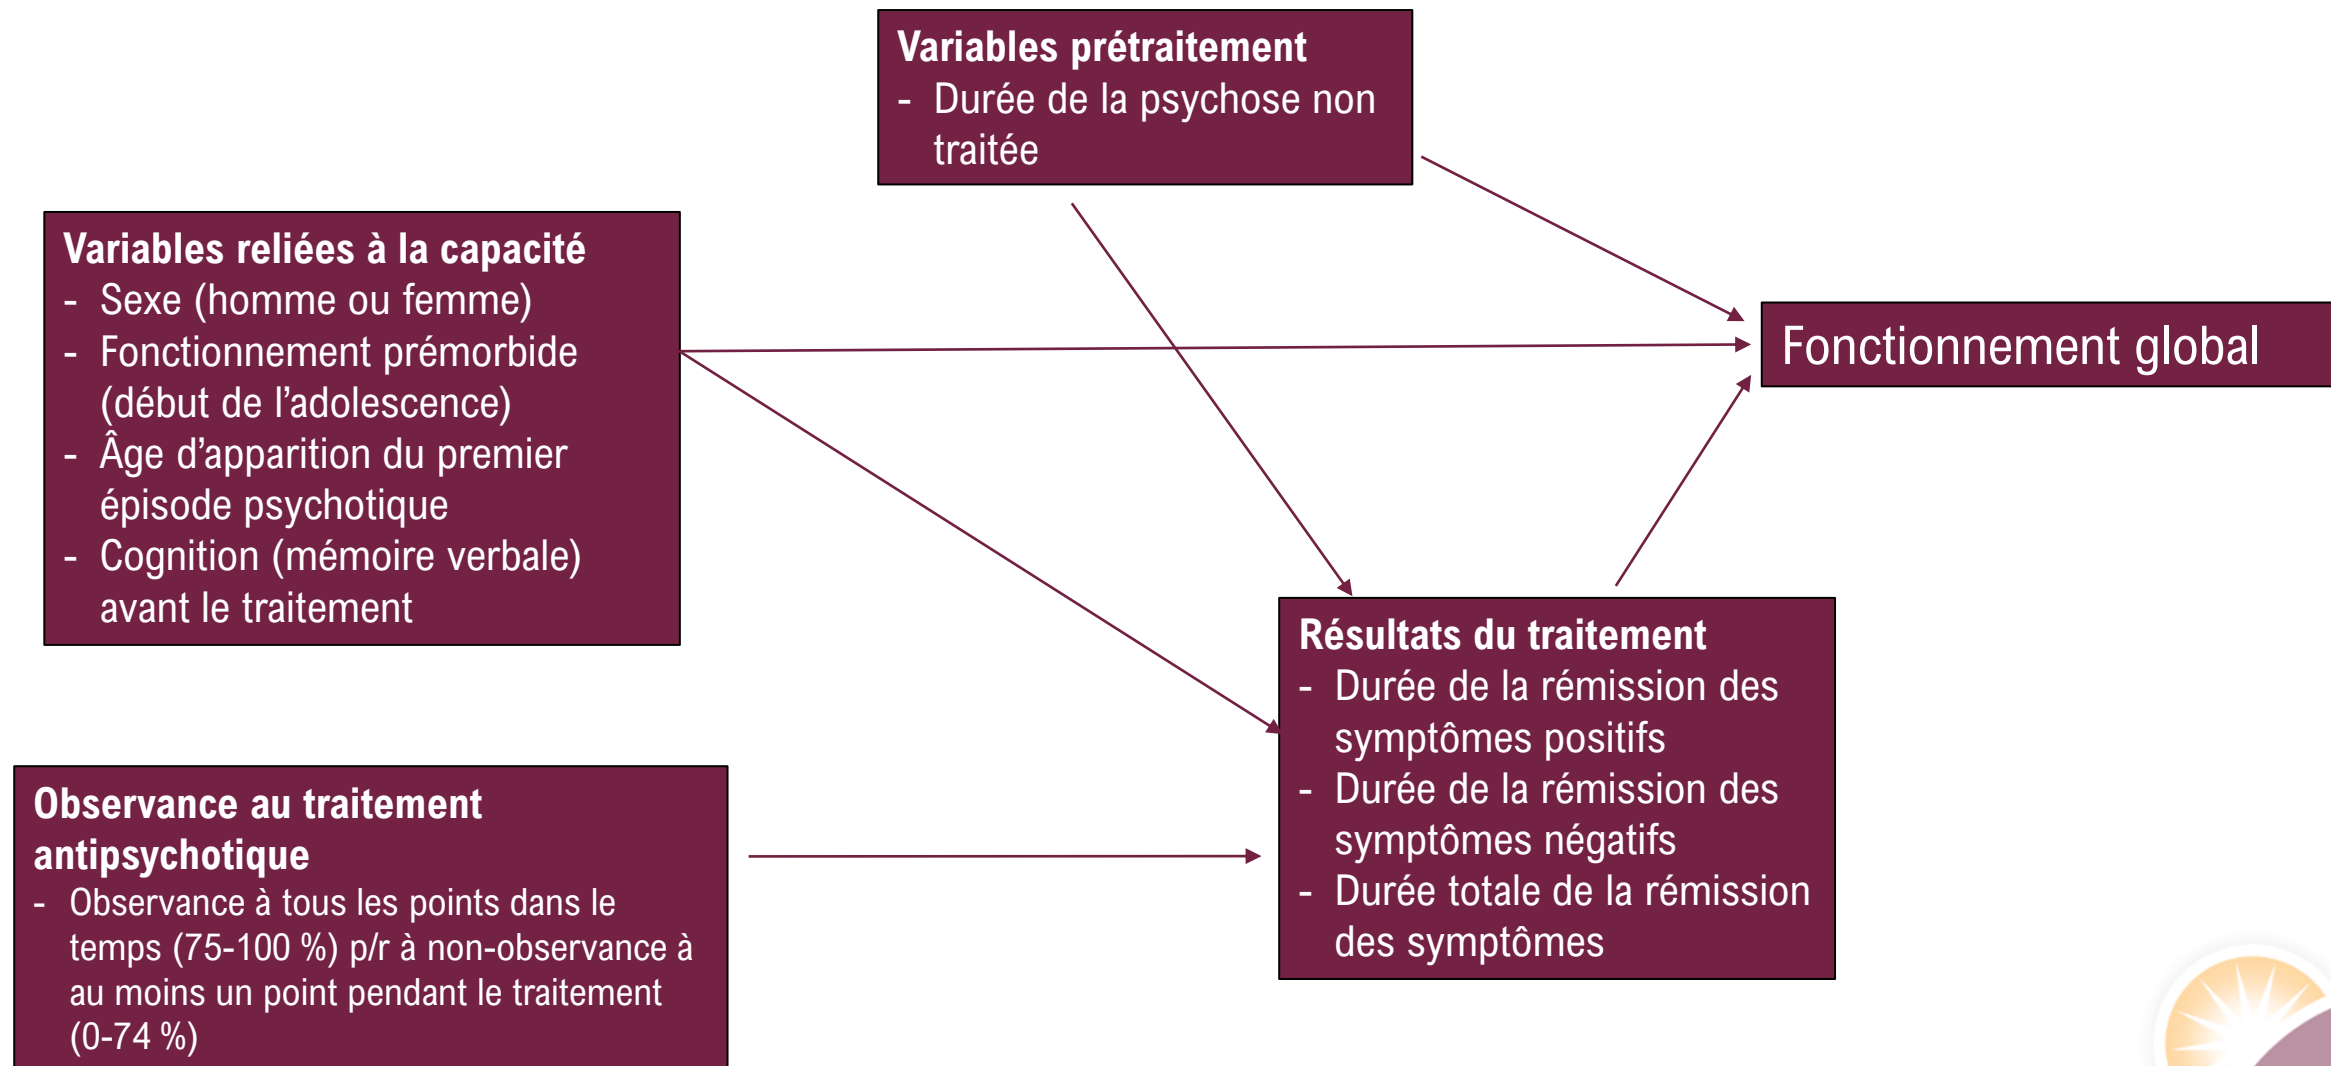 Variables prétraitement
- Durée de la psychose non
traitée
Variables reliées à la capacité
- Sexe (homme ou femme)
- Fonctionnement prémorbide
(début de l'adolescence)
- Âge d'apparition du premier
épisode psychotique
- Cognition (mémoire verbale)
avant le traitement
Fonctionnement global
Résultats du traitement
- Durée de la rémission des
symptômes positifs
- Durée de la rémission des
symptômes négatifs
- Durée totale de la rémission
des symptômes
Observance au traitement
antipsychotique
- Observance à tous les points dans le
temps (75-100 %) p/r à non-observance à
au moins un point pendant le traitement
(0-74 %)